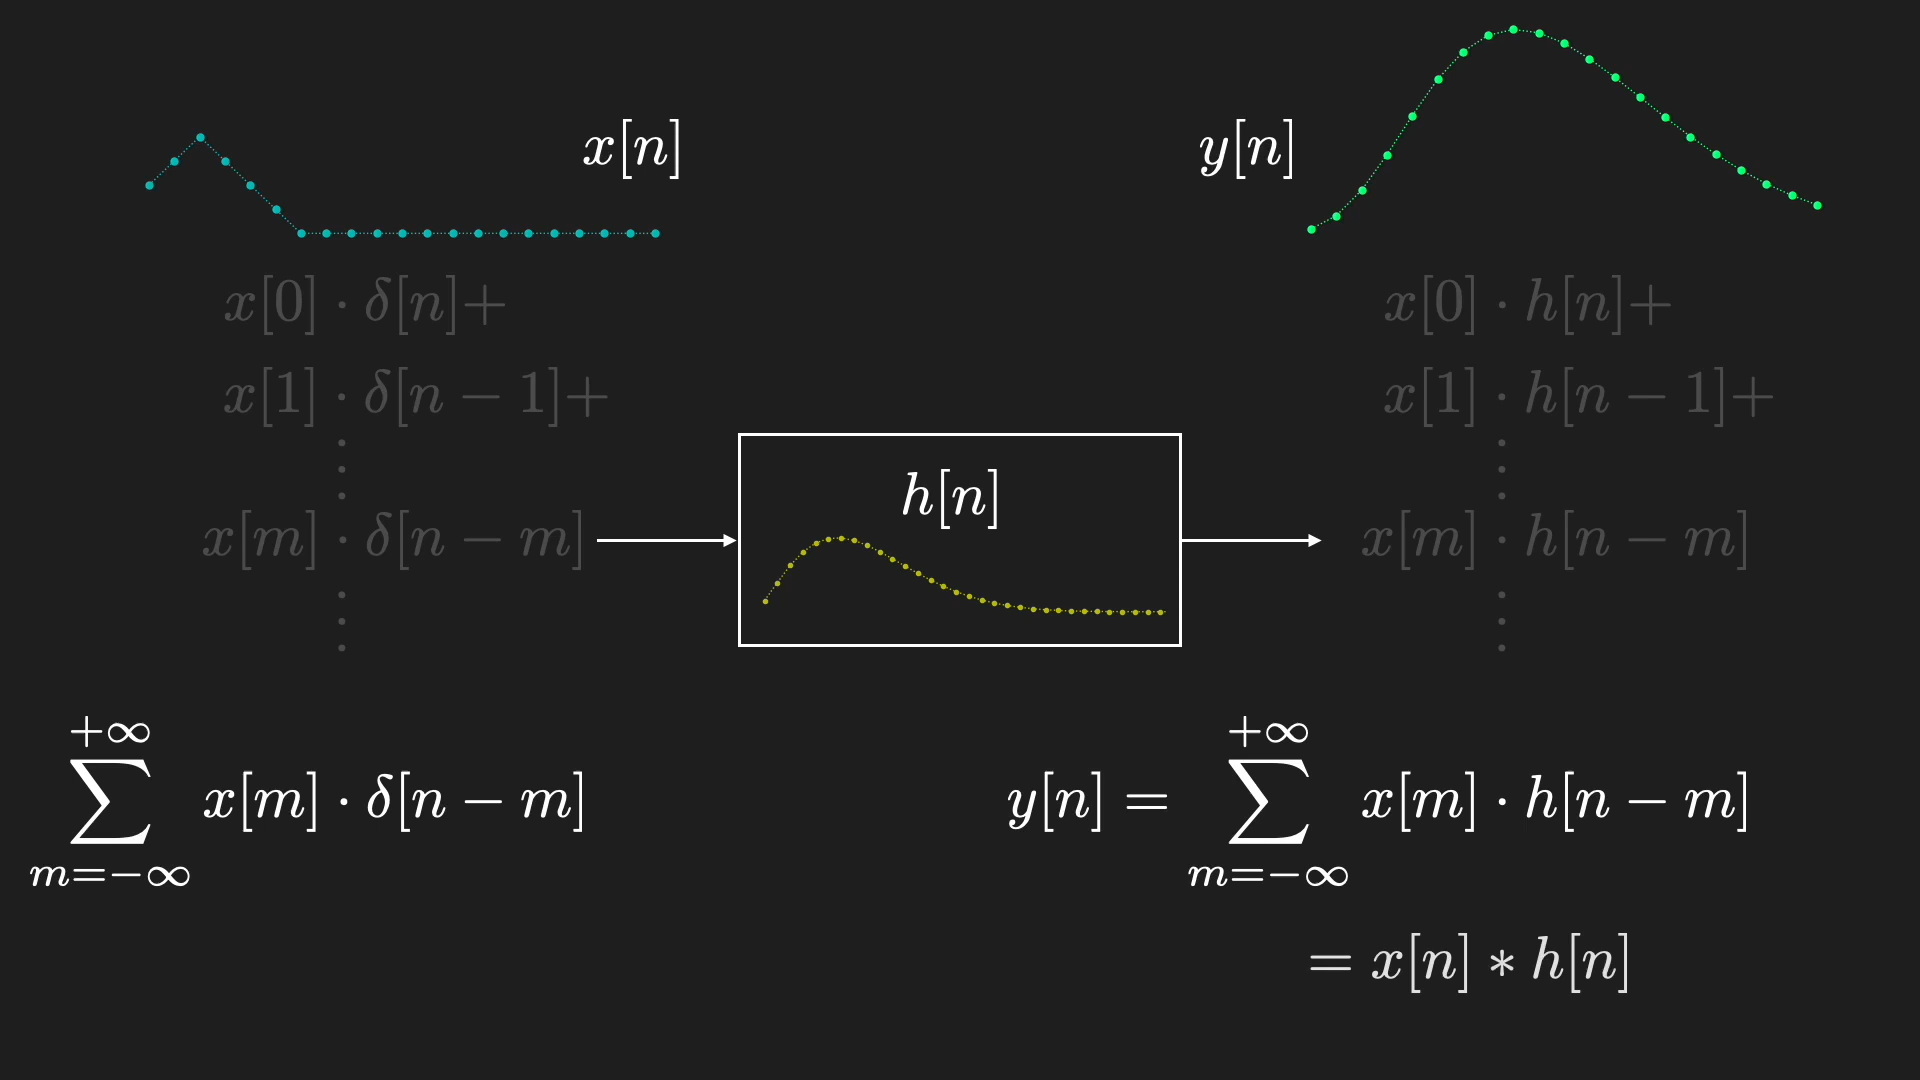 x[n]
y[n]
x[0] · δ[n]+
x[0] · h[n]+
x[1] · δ[n − 1]+
x[1] · h[n − 1]+
h[n]
x[m] · δ[n − m]
x[m] · h[n − m]
+∞
∑ x[m] · δ[n − m]
m=−∞
+∞
y[n] = ∑ x[m] · h[n − m]
m=−∞
= x[n] ∗ h[n]